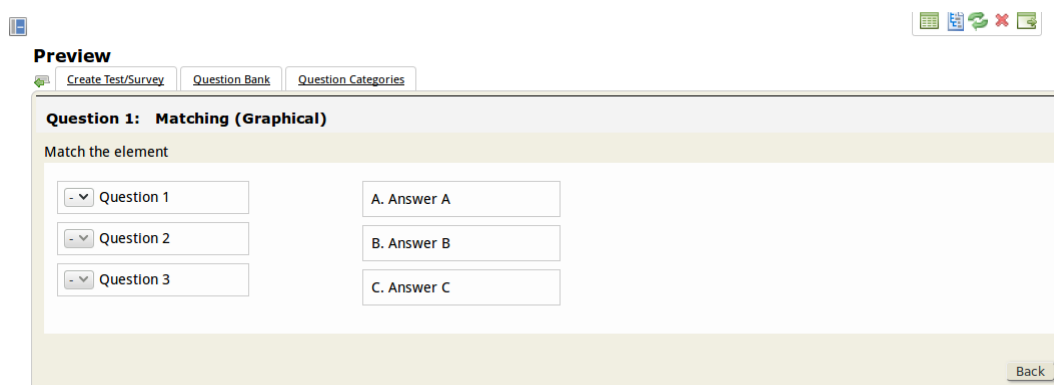 Preview
Create Test/Survey Question Bank Question Categories
Question 1: Matching (Graphical)
Match the element
- Question 1
A. Answer A
- Question 2
B. Answer B
- Question 3
C. Answer C
Back